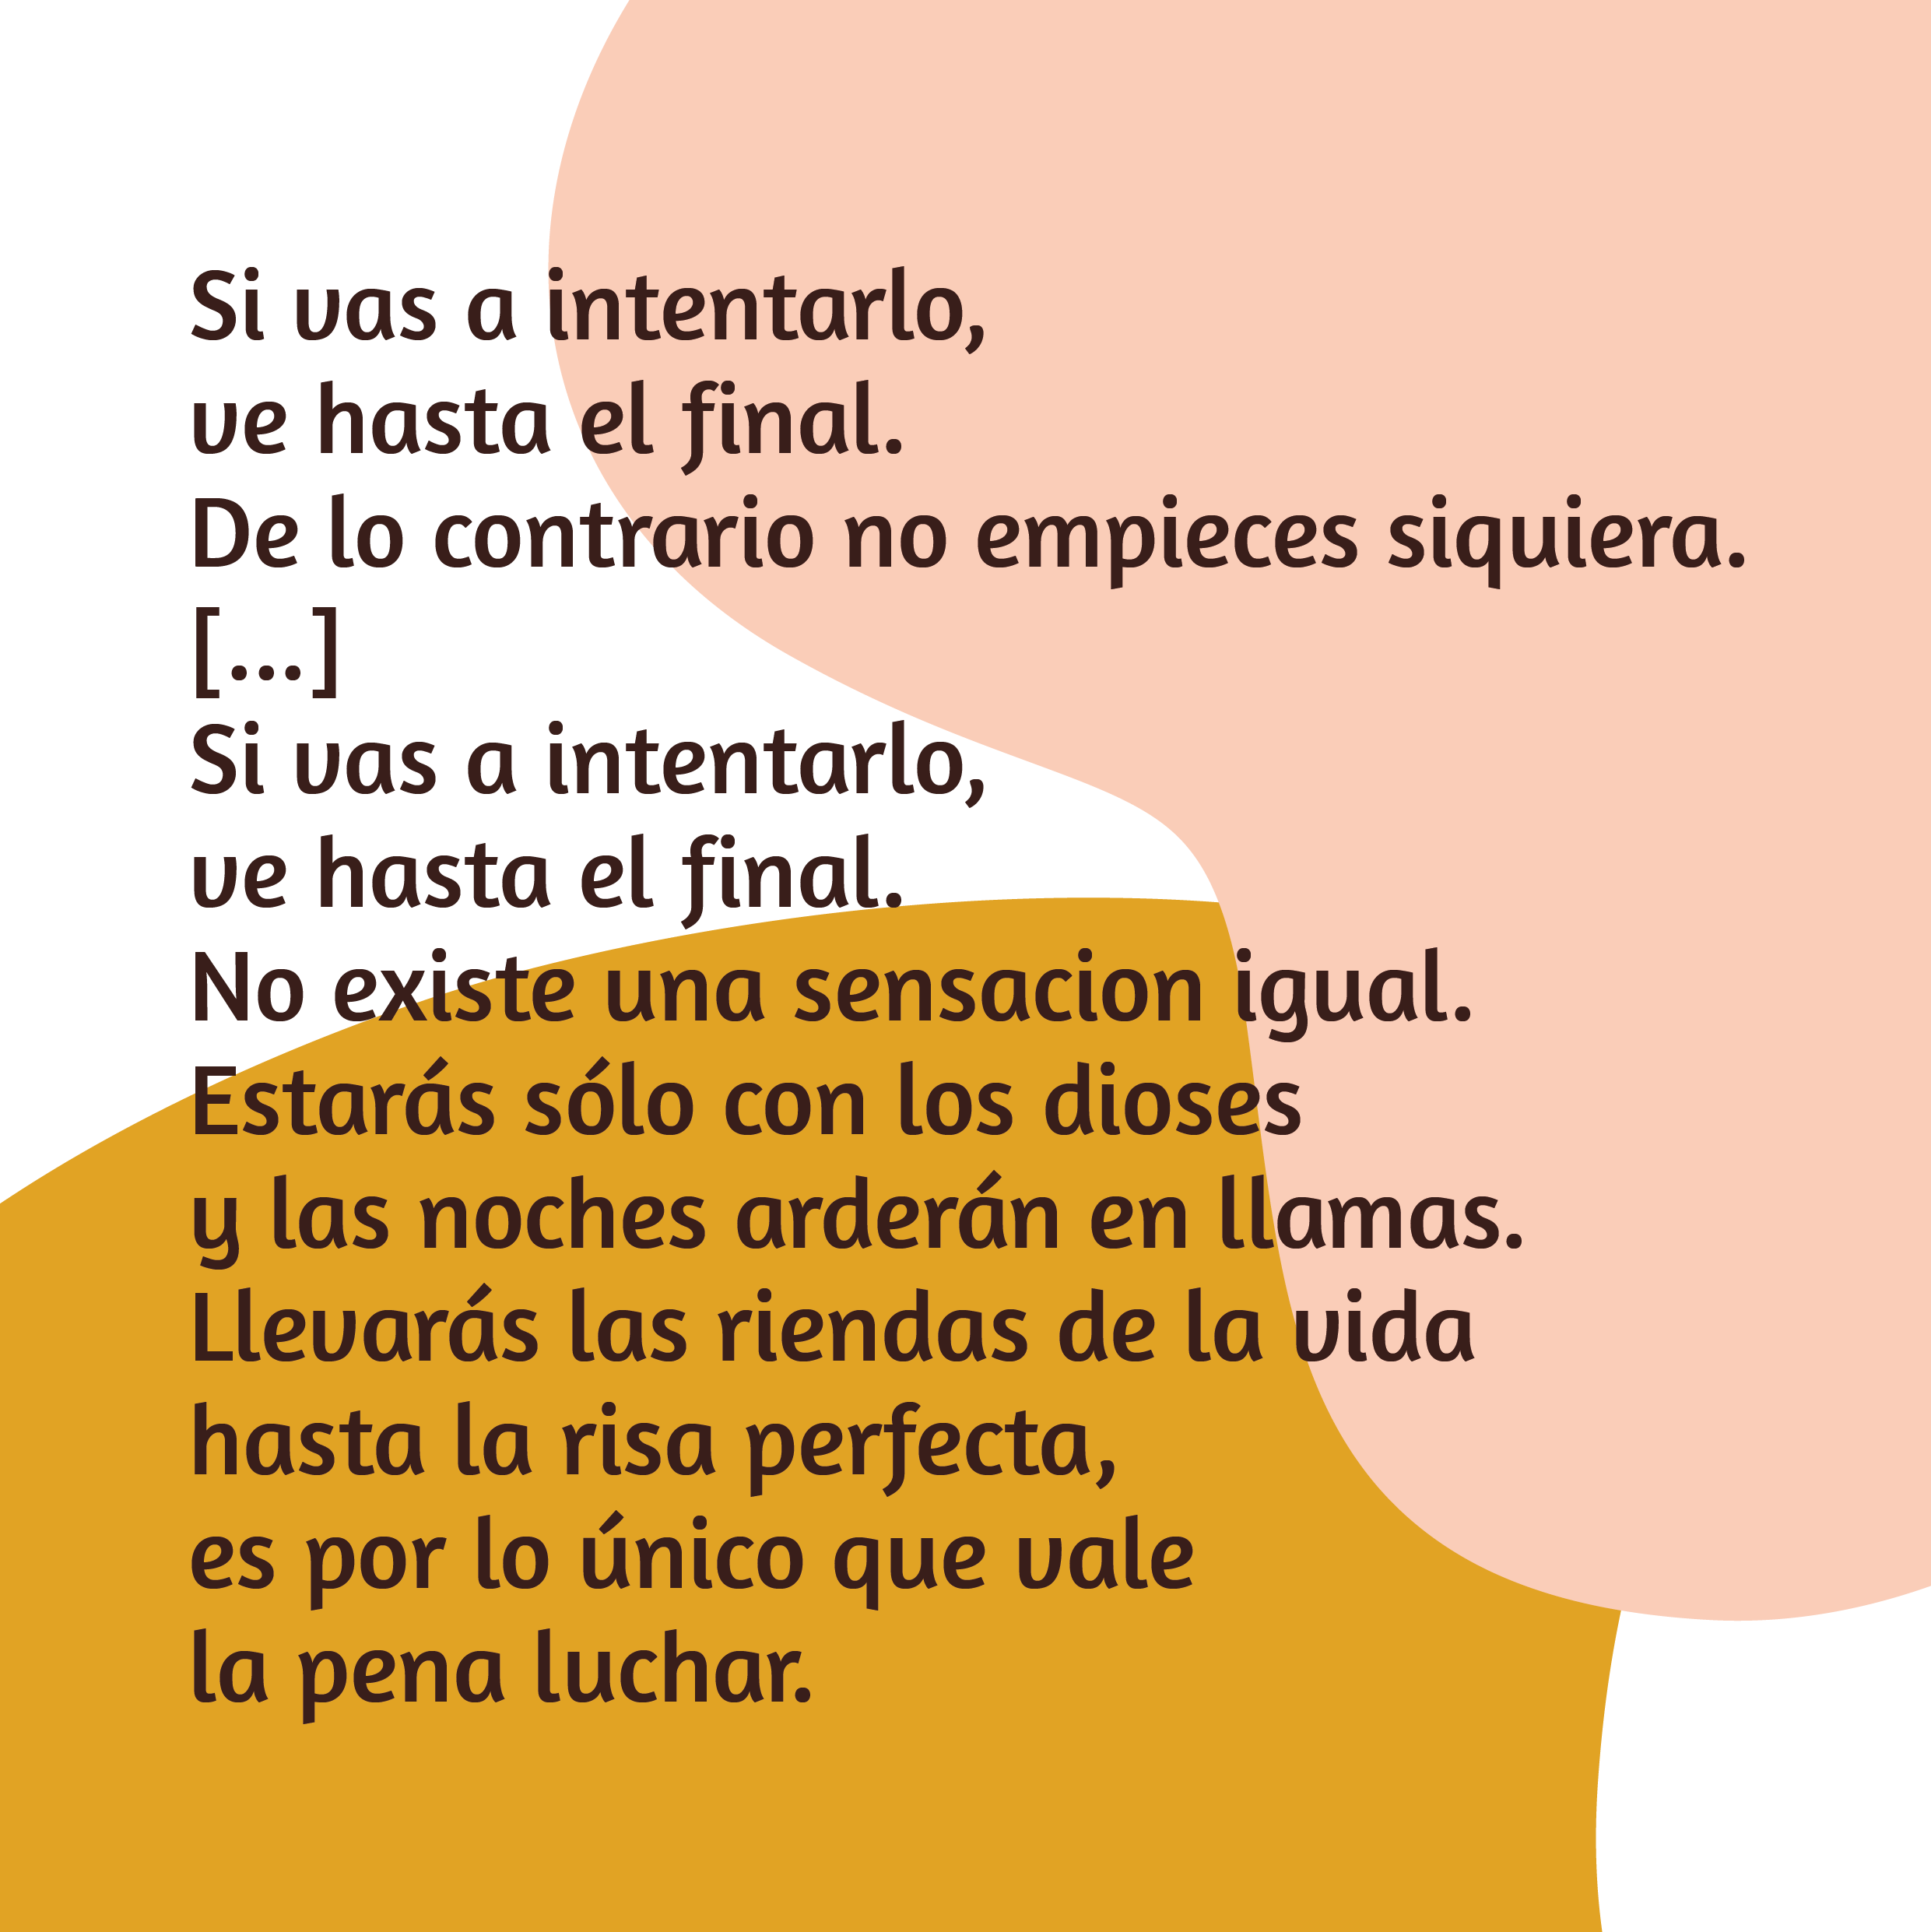 Si vas a intentarlo,
ve hasta el final.
De lo contrario no empieces siquiera.
[...]
Si vas a intentarlo,
ve hasta el final.
No existe una sensacion igual.
Estarás sólo con los dioses
y las noches arderán en llamas.
Llevarás las riendas de la vida
hasta la risa perfecta,
es por lo único que vale
la pena luchar.